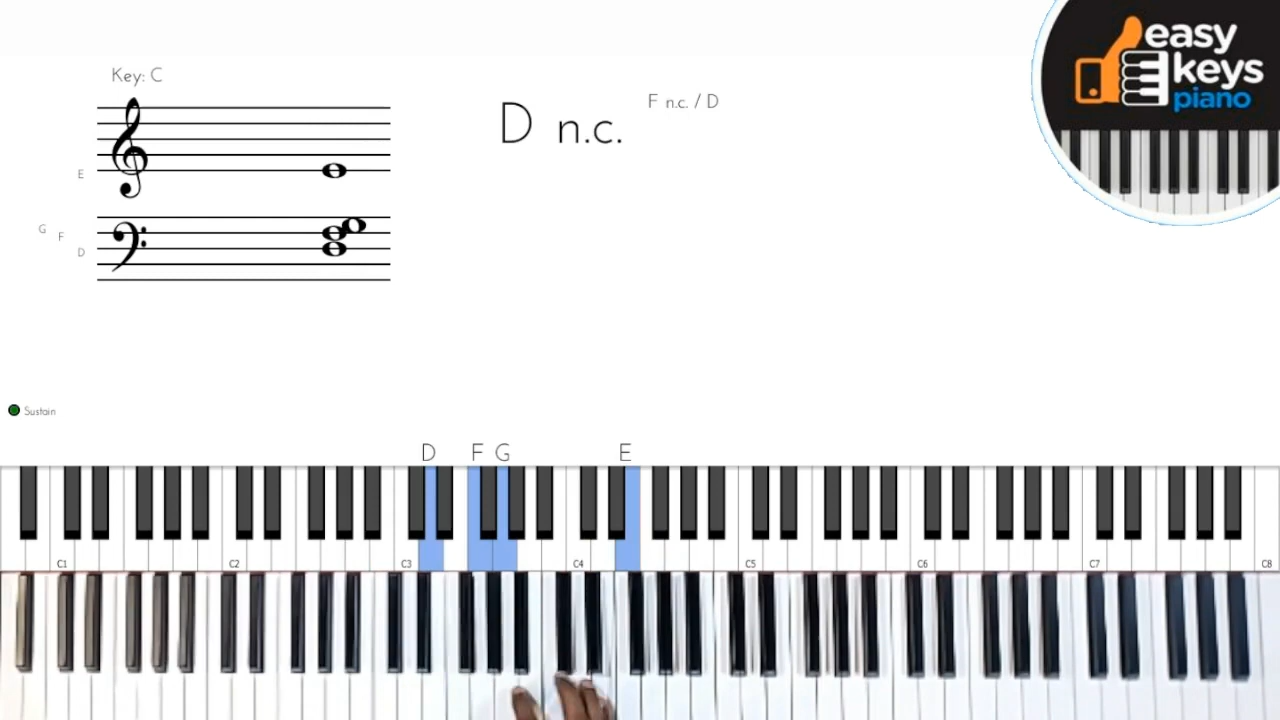 Key: C
E
G
F
D
D n.c.
F n.c. / D
easy
keys
piano
Sustain
D F G E
C1 C2 C3 C4 C5 C6 C7 C8